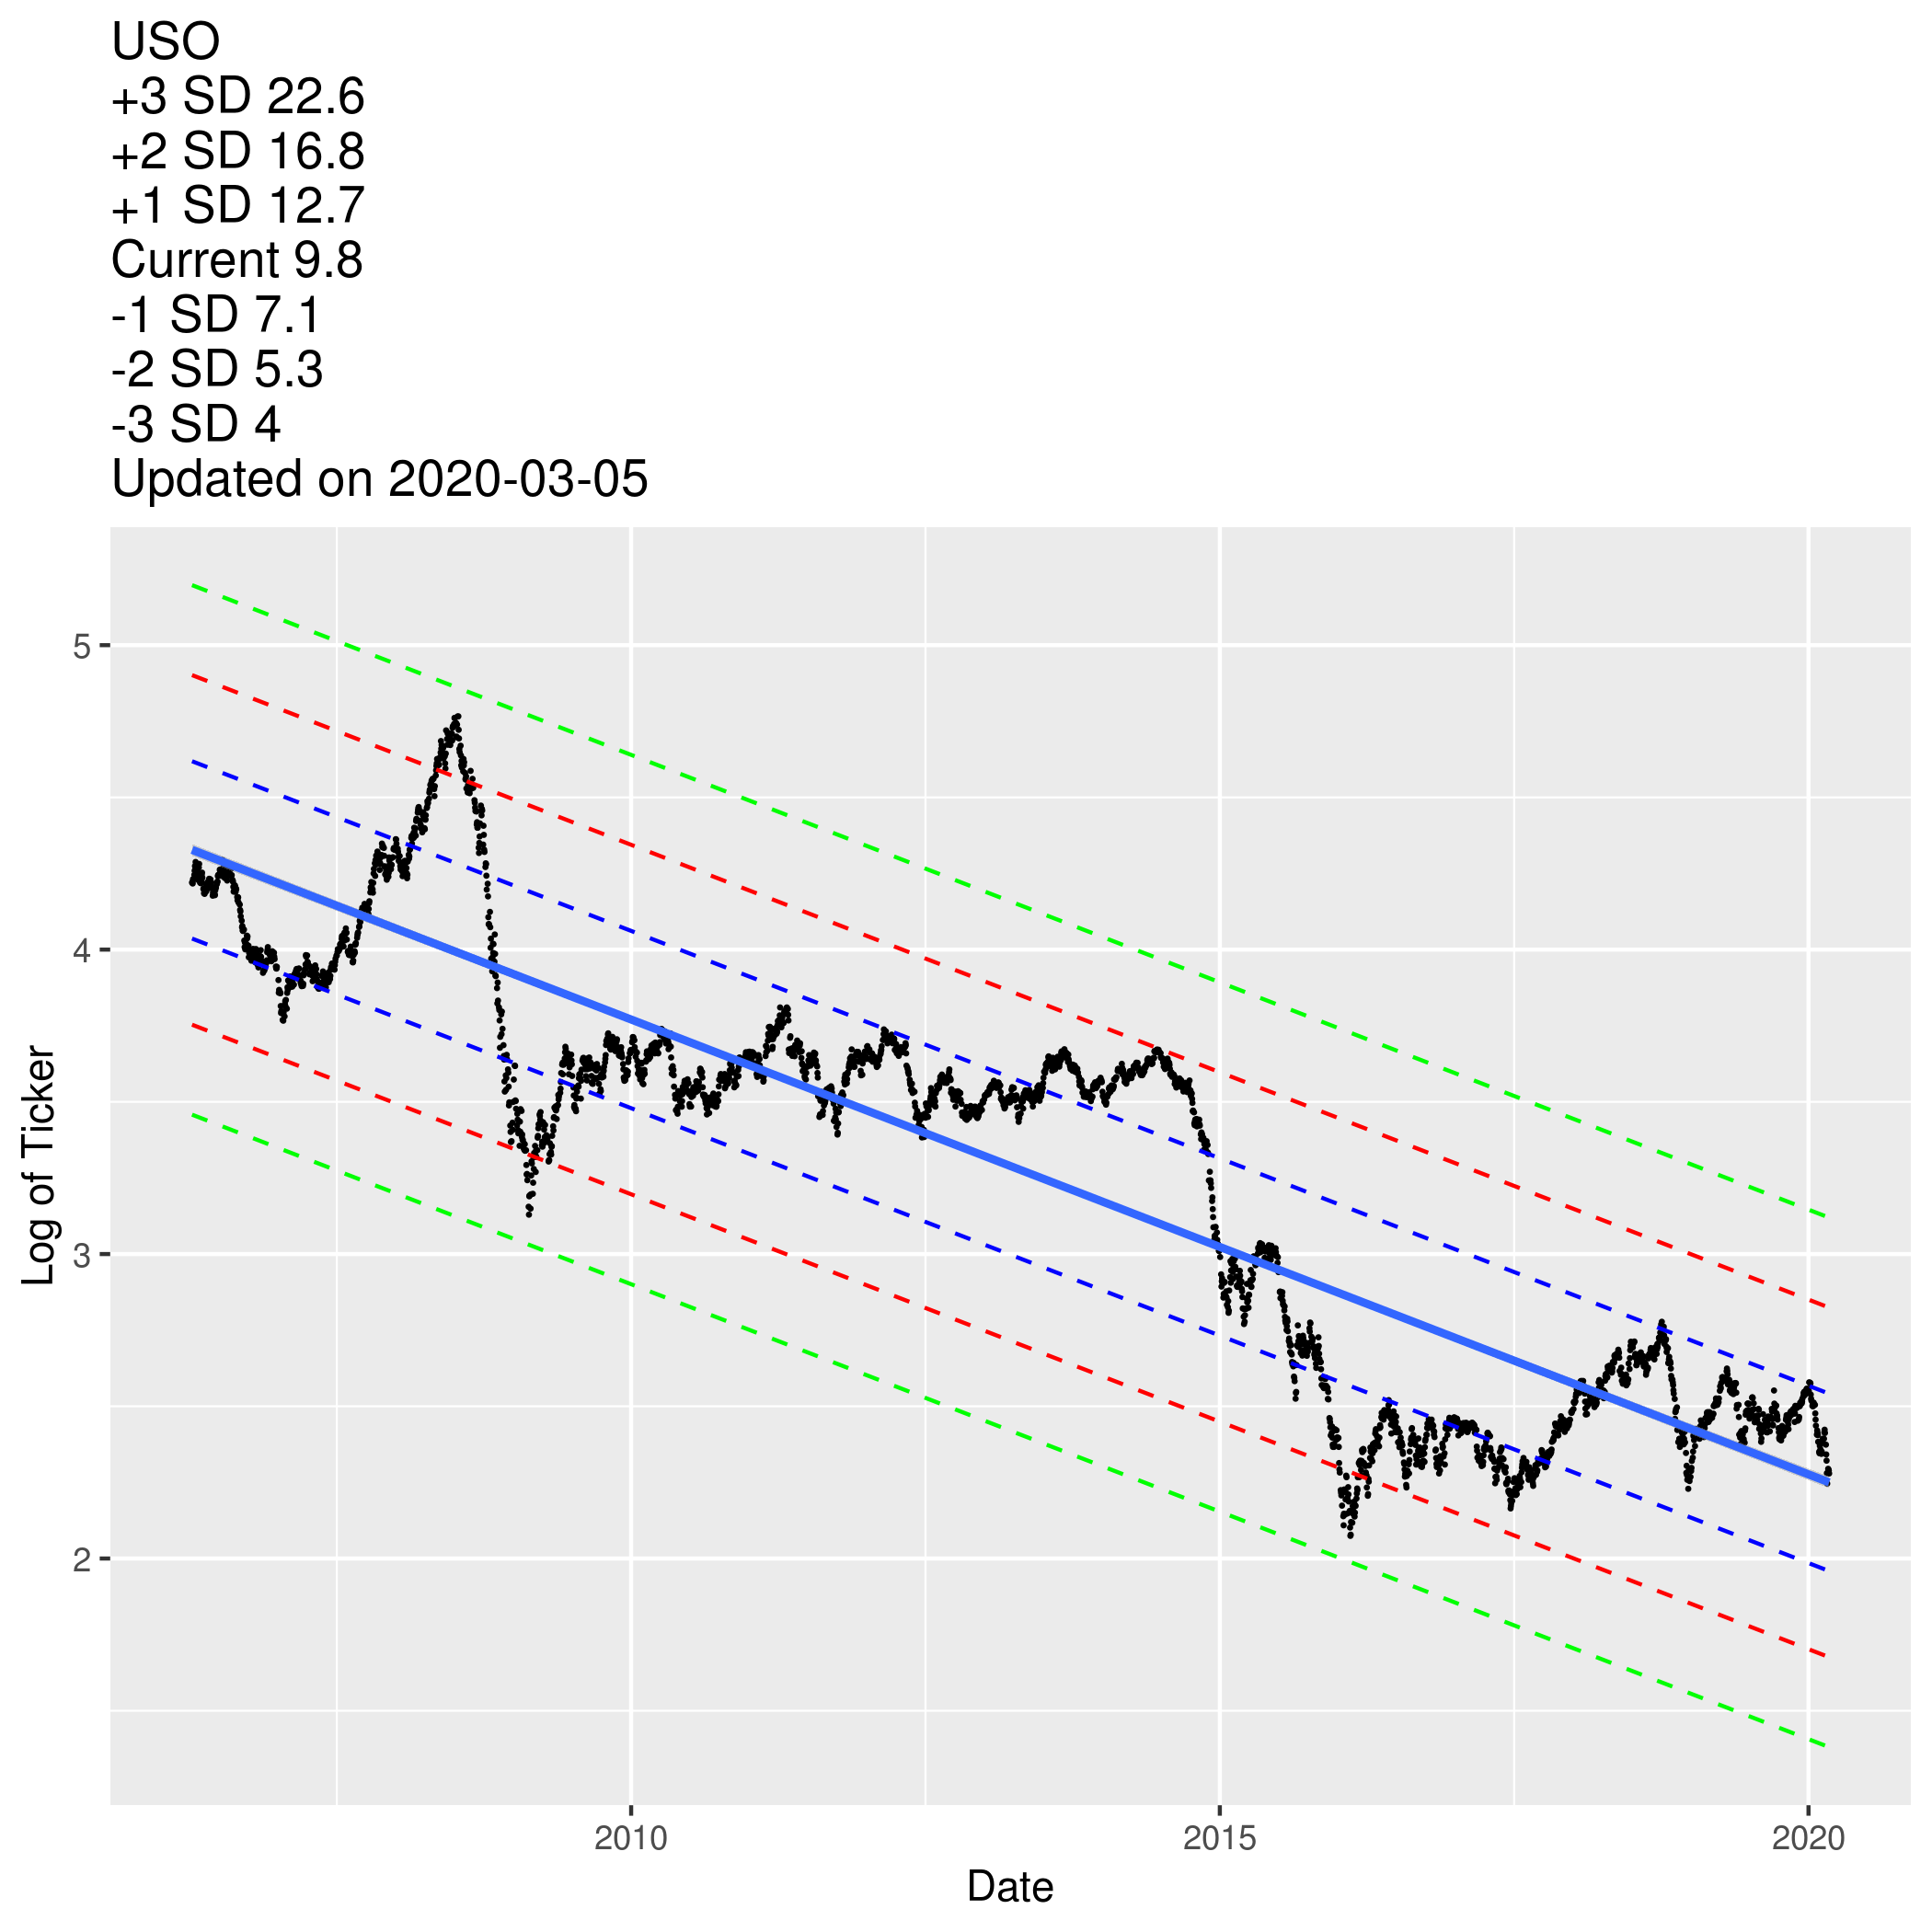 USO
+3 SD 22.6
+2 SD 16.8
+1 SD 12.7
Current 9.8
-1 SD 7.1
-2 SD 5.3
-3 SD 4
Updated on 2020-03-05
5
4
3
2
Log of Ticker
2010 2015 2020
Date